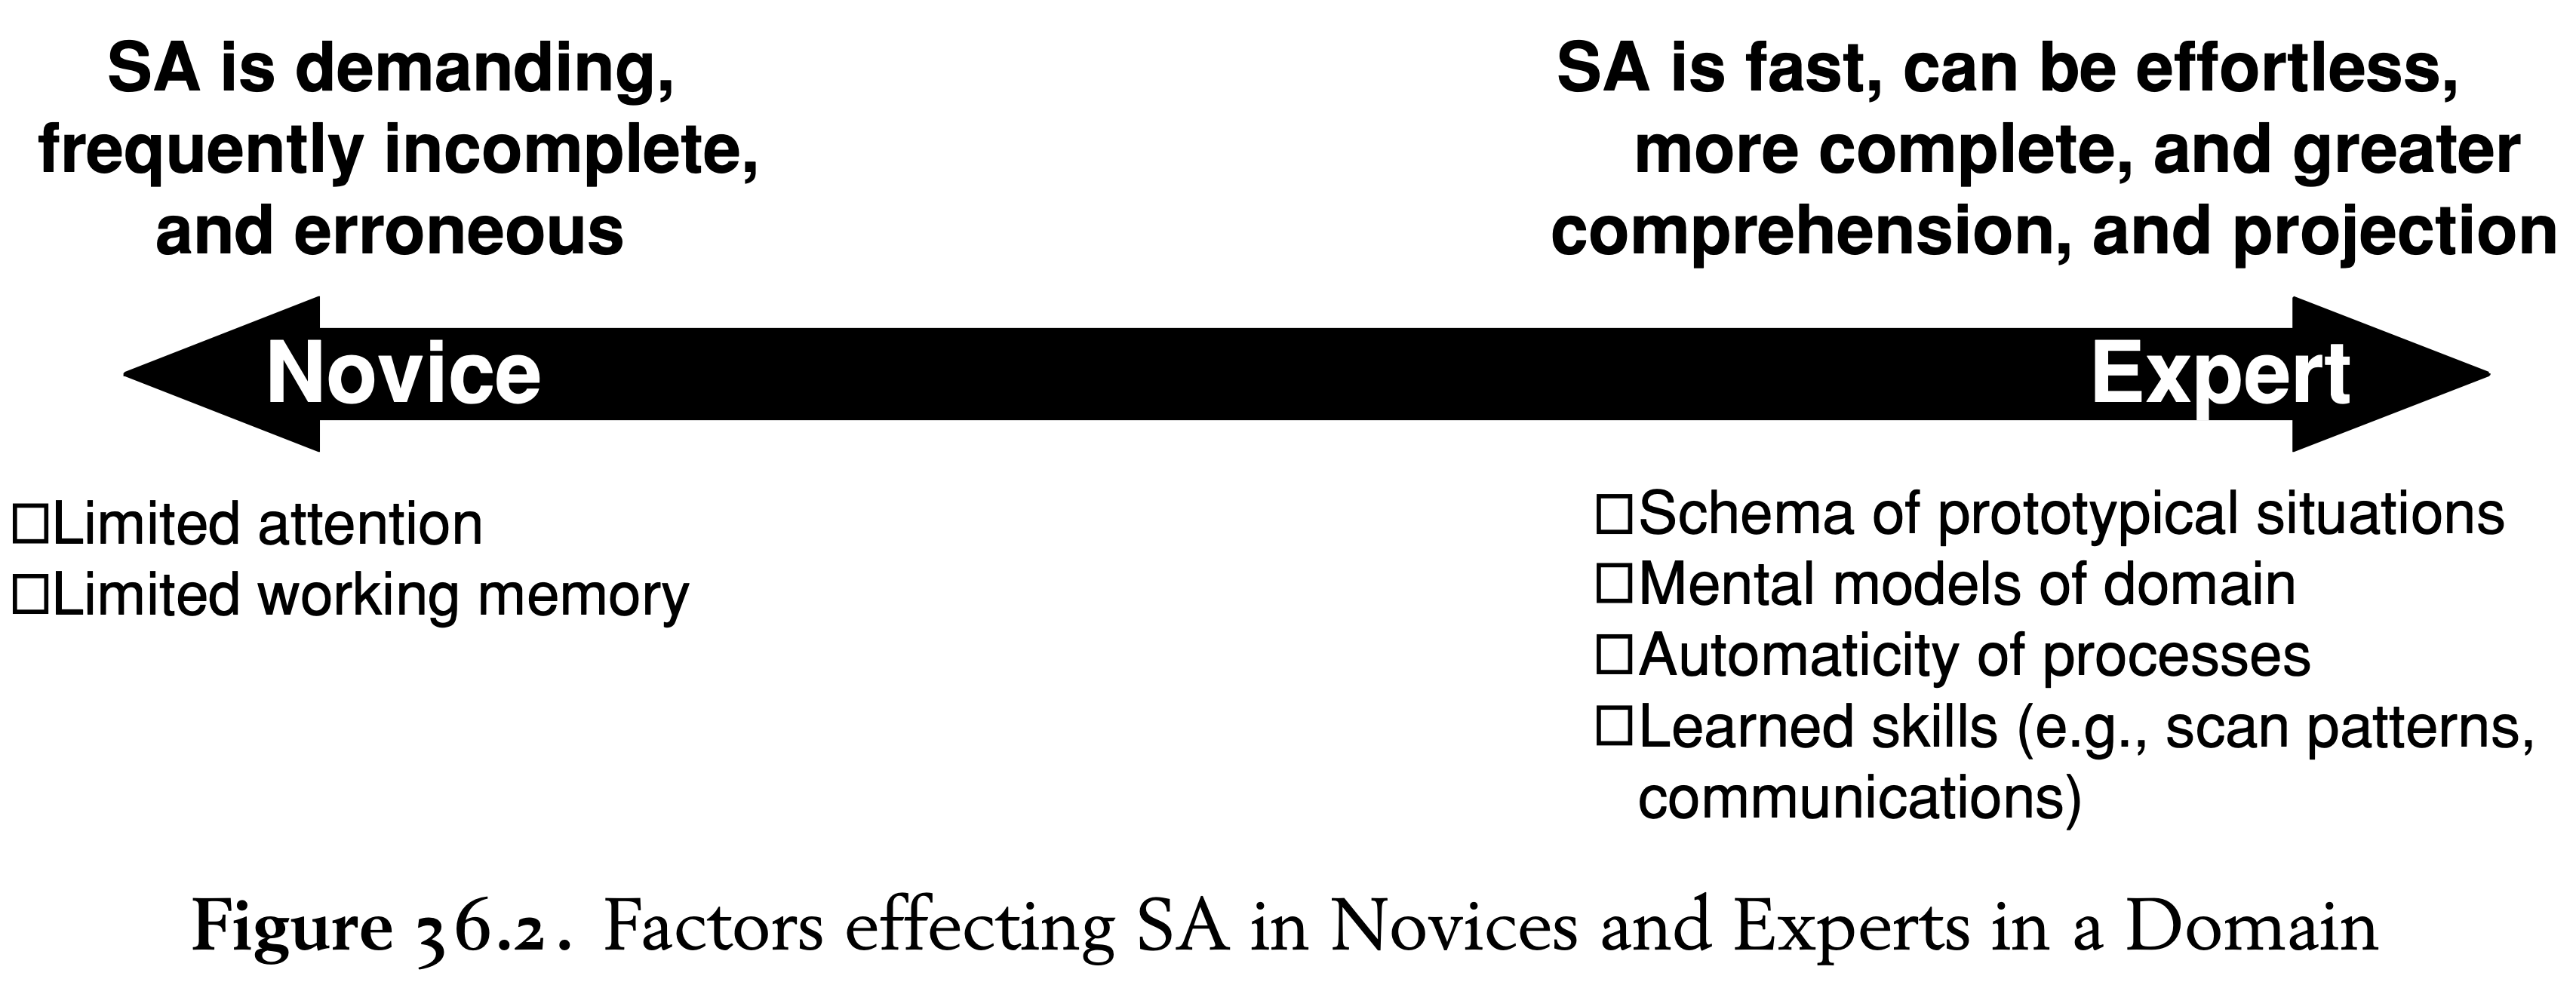 SA is demanding,
frequently incomplete,
and erroneous
SA is fast, can be effortless,
more complete, and greater
comprehension, and projection
Novice
Expert
□Limited attention
□Limited working memory
□Schema of prototypical situations
□Mental models of domain
□Automaticity of processes
□Learned skills (e.g., scan patterns,
communications)
Figure 36.2. Factors effecting SA in Novices and Experts in a Domain